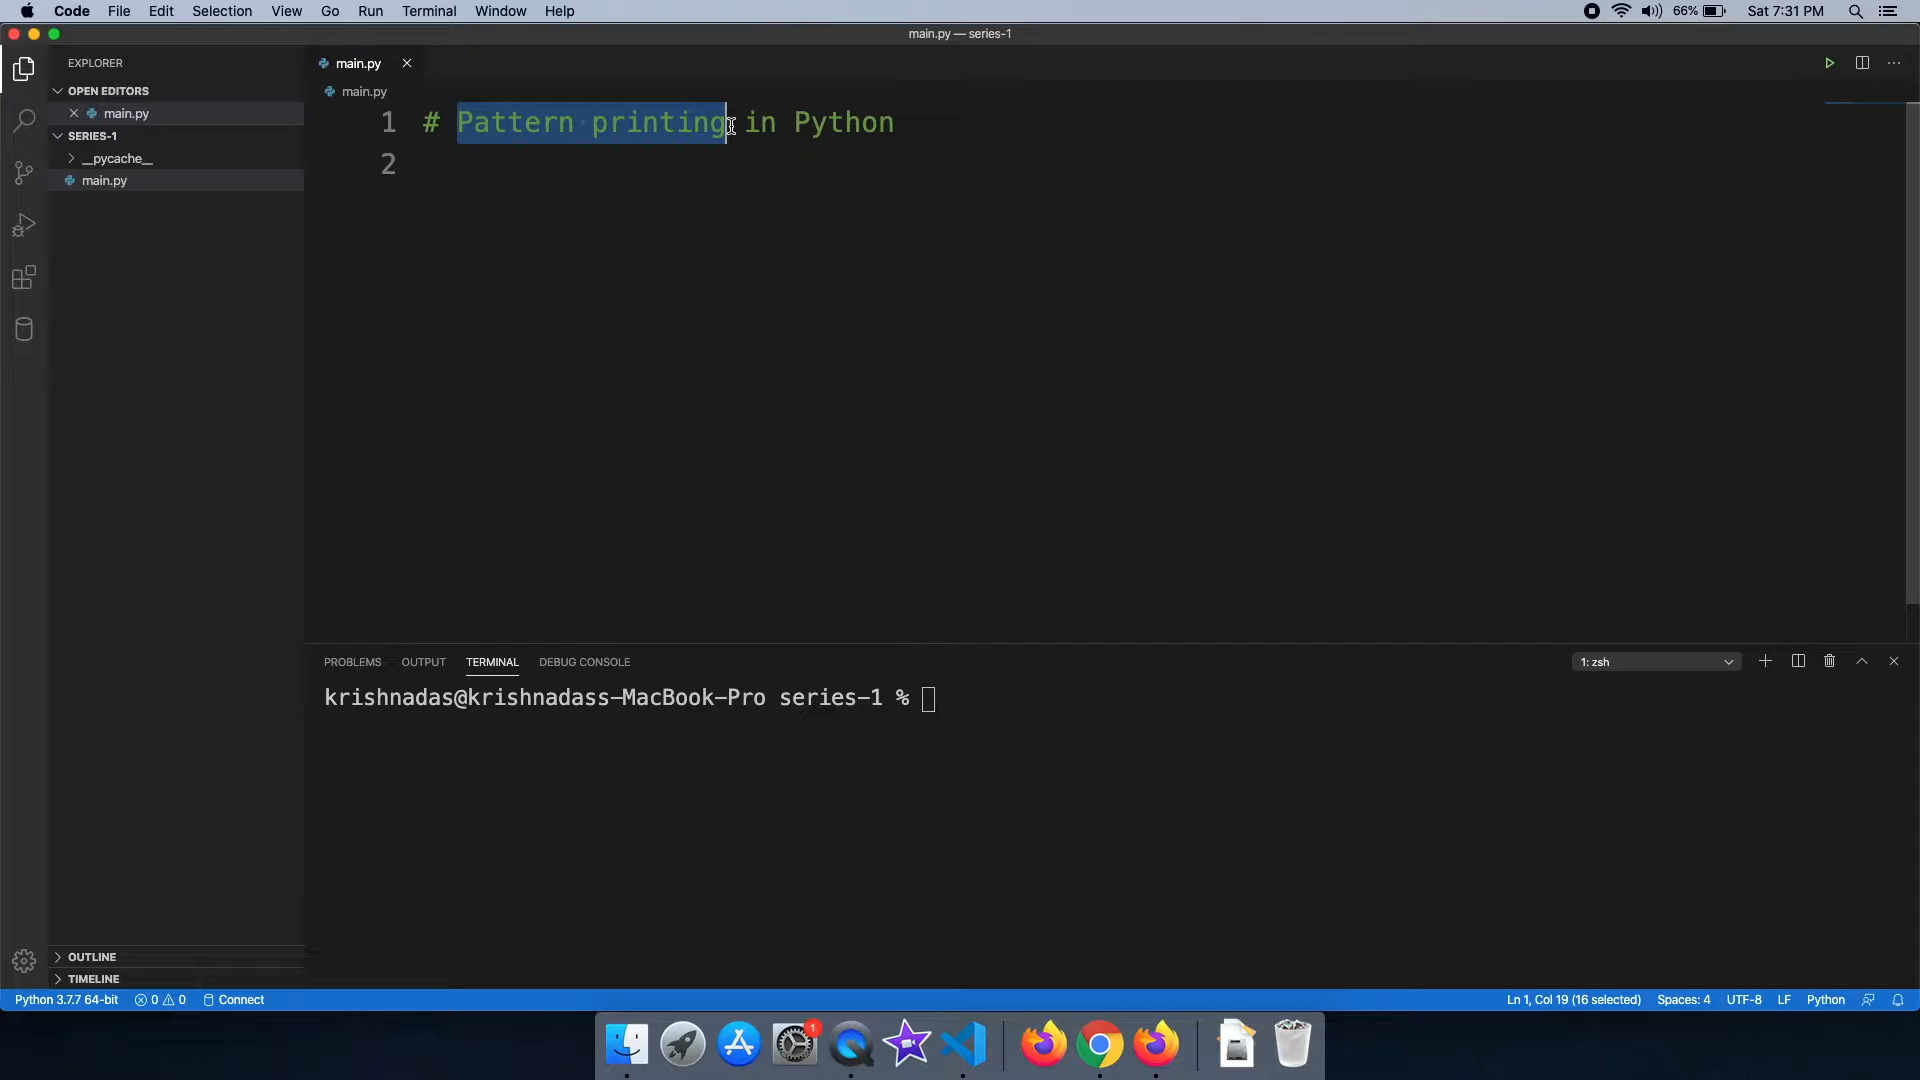 Code File Edit Selection View Go Run Terminal Window Help 66% Sat 7:31 PM
main.py — series-1
EXPLORER
main.py
OPEN EDITORS
main.py
main.py
SERIES-1
__pycache__
main.py
1 # Pattern printing in Python
2
PROBLEMS OUTPUT TERMINAL DEBUG CONSOLE 1: zsh
krishnadas@krishnadass-MacBook-Pro series-1 %
OUTLINE
TIMELINE
Python 3.7.7 64-bit 0 0 Connect Ln 1, Col 19 (16 selected) Spaces: 4 UTF-8 LF Python
1